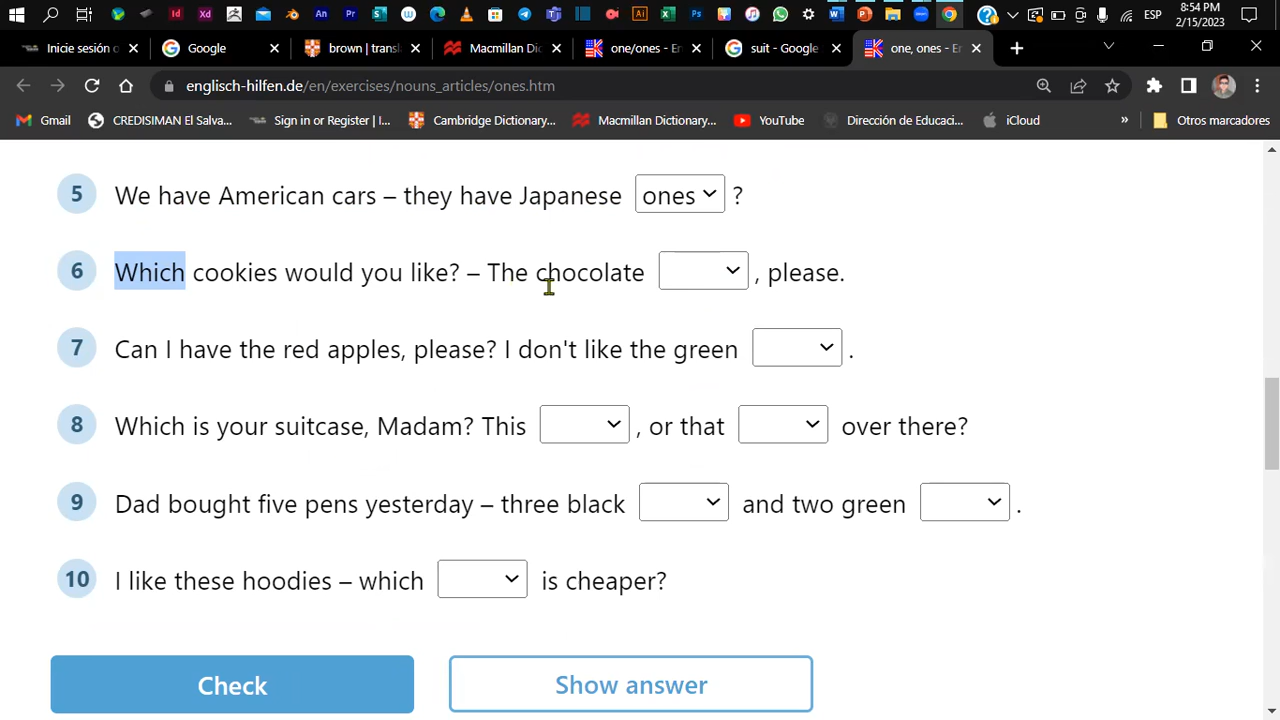 8:54 PM
ESP
2/15/2023
Inicie sesión o
Google
brown | trans
Macmillan Dic
one/ones - En
suit - Google
one, ones - En
englisch-hilfen.de/en/exercises/nouns_articles/ones.htm
Gmail
CREDISIMAN El Salva...
Sign in or Register | I...
Cambridge Dictionary...
Macmillan Dictionary...
YouTube
Dirección de Educaci...
iCloud
»
Otros marcadores
5 We have American cars – they have Japanese ones ?
6 Which cookies would you like? – The chocolate , please.
7 Can I have the red apples, please? I don't like the green .
8 Which is your suitcase, Madam? This , or that over there?
9 Dad bought five pens yesterday – three black and two green .
10 I like these hoodies – which is cheaper?
Check
Show answer